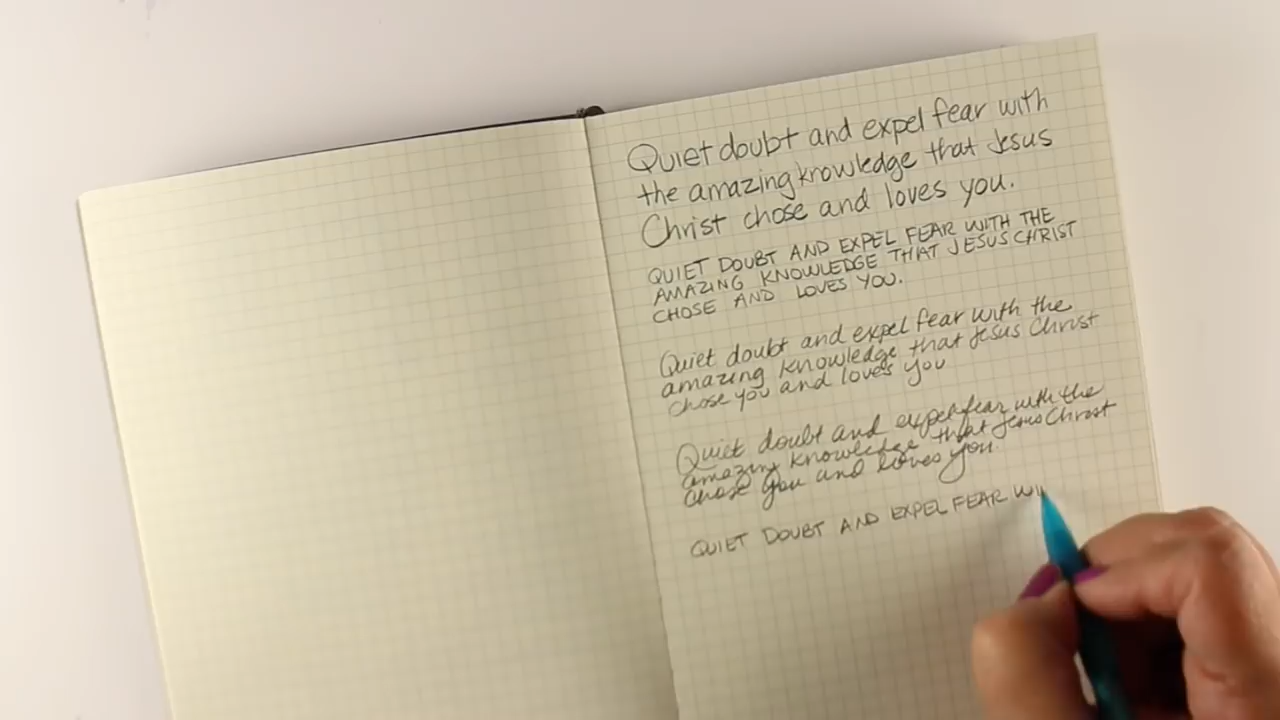 Quiet doubt and expel fear with
the amazing knowledge that Jesus
Christ chose and loves you.
QUIET DOUBT AND EXPEL FEAR WITH THE
AMAZING KNOWLEDGE THAT JESUS CHRIST
CHOSE AND LOVES YOU.
Quiet doubt and expel fear with the
amazing knowledge that Jesus Christ
chose you and loves you
Quiet doubt and expel fear with the
amazing knowledge that Jesus Christ
chose you and loves you.
QUIET DOUBT AND EXPEL FEAR WI